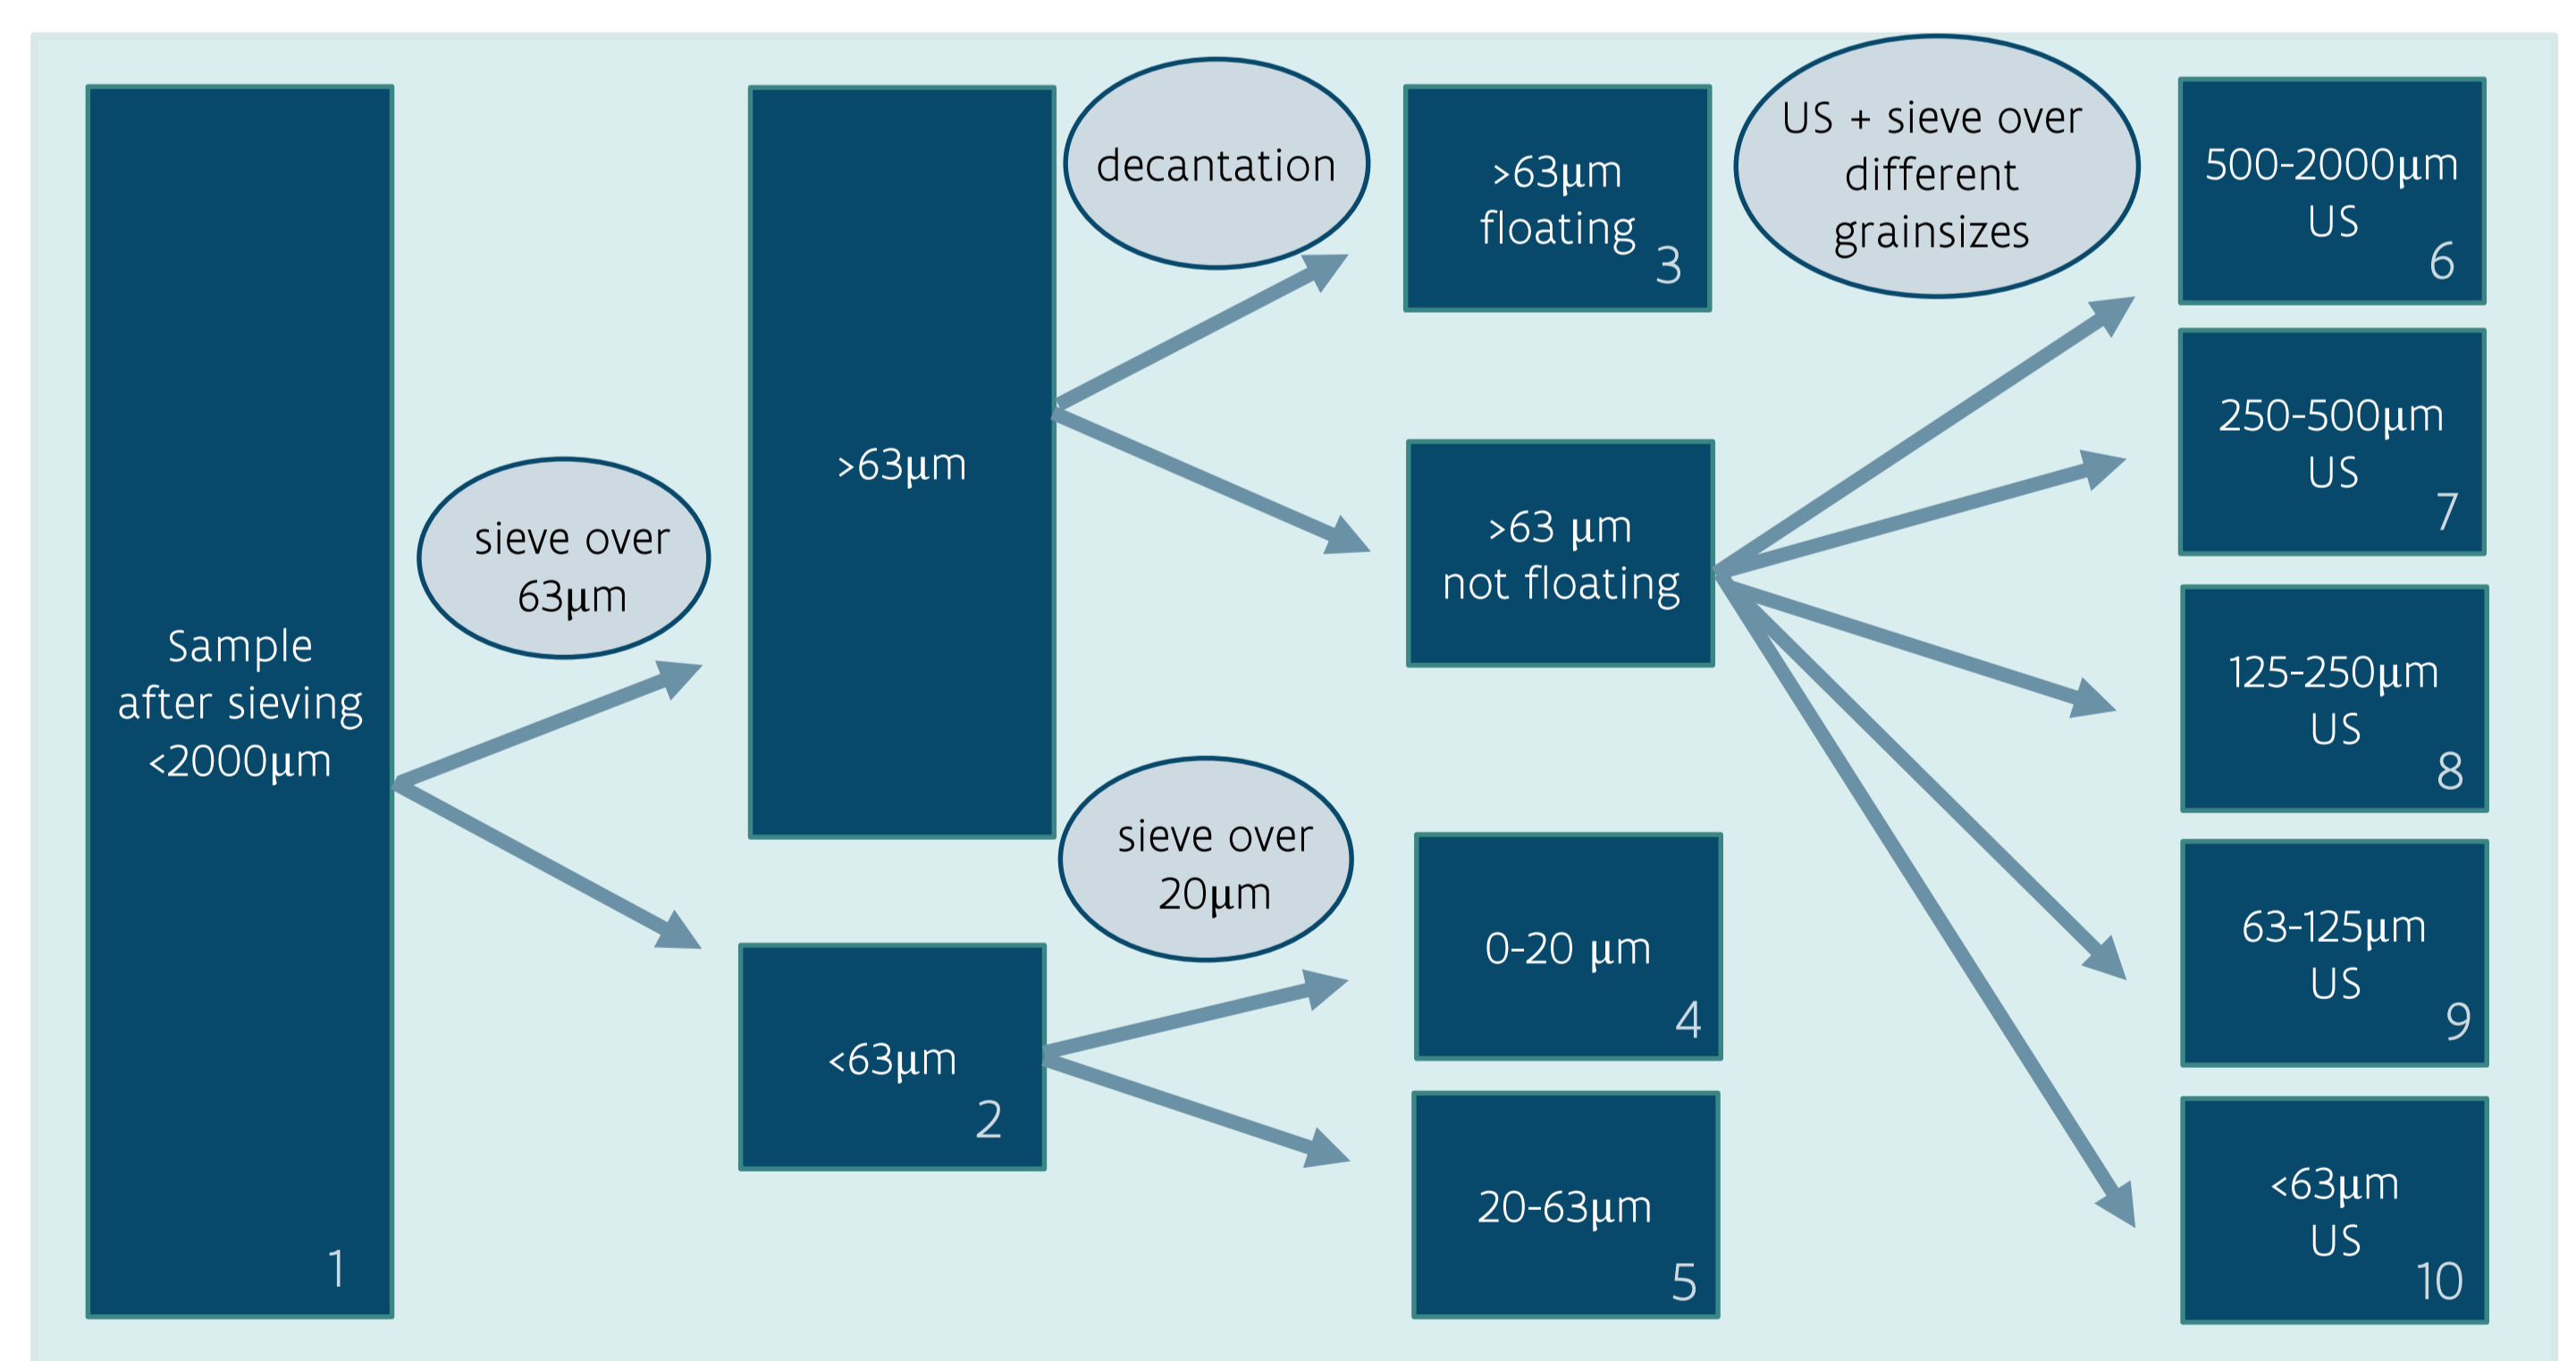 Sample
after sieving
<2000µm
1
sieve over
63µm
>63µm
<63µm
2
decantation
sieve over
20µm
>63µm
floating
3
>63 µm
not floating
0-20 µm
4
20-63µm
5
US + sieve over
different
grainsizes
500-2000µm
US
6
250-500µm
US
7
125-250µm
US
8
63-125µm
US
9
<63µm
US
10